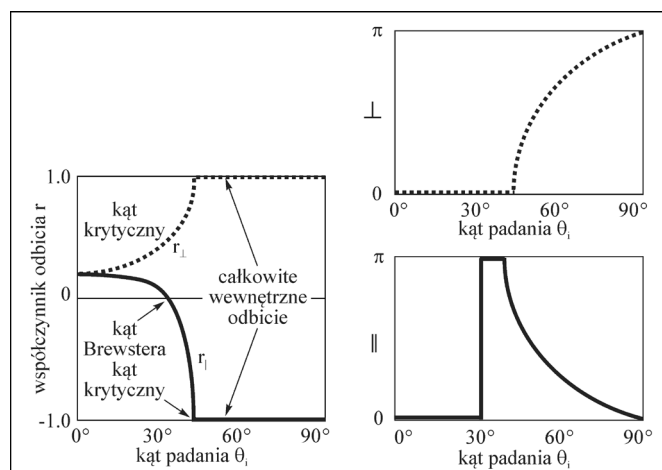 współczynnik odbicia r
1.0
0
-1.0
kąt
krytyczny
r⊥
całkowite
wewnętrzne
odbicie
kąt
Brewstera
kąt
krytyczny
r∥
0° 30° 60° 90°
kąt padania θi
π
⊥
0
0° 30° 60° 90°
kąt padania θi
π
∥
0
0° 30° 60° 90°
kąt padania θi